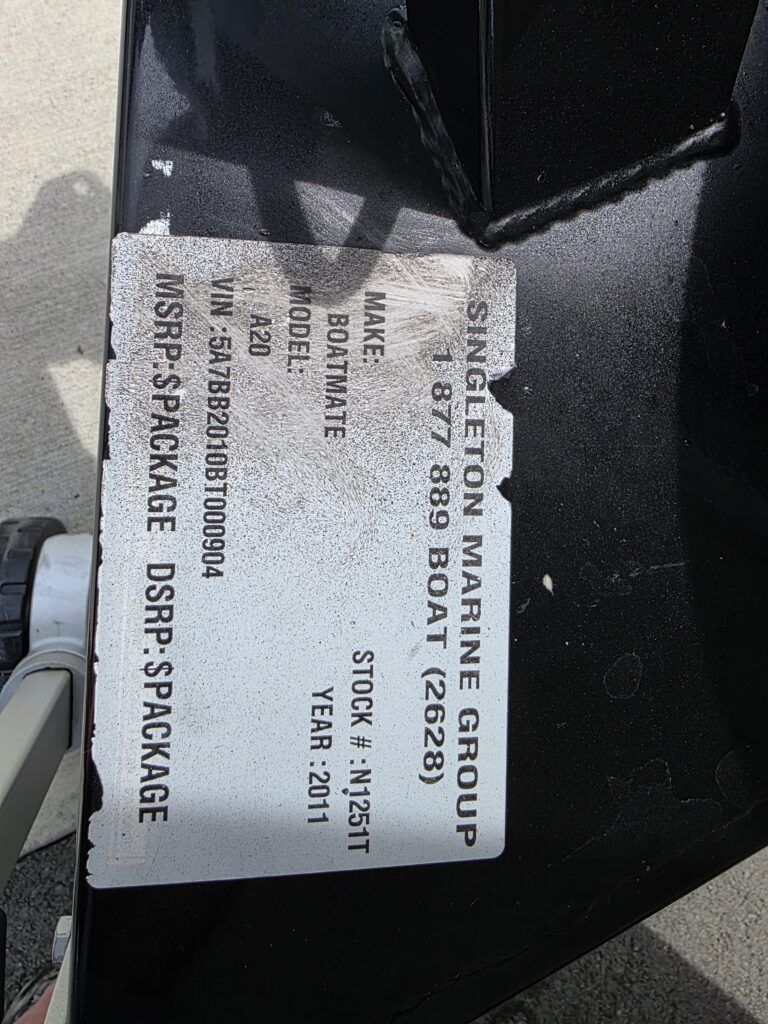 SINGLETON MARINE GROUP
1 877 889 BOAT (2628)
MAKE: STOCK # :N1251T
BOATMATE YEAR :2011
MODEL:
A20
VIN :5A7BB2010BT000904
MSRP:$PACKAGE DSRP:$PACKAGE